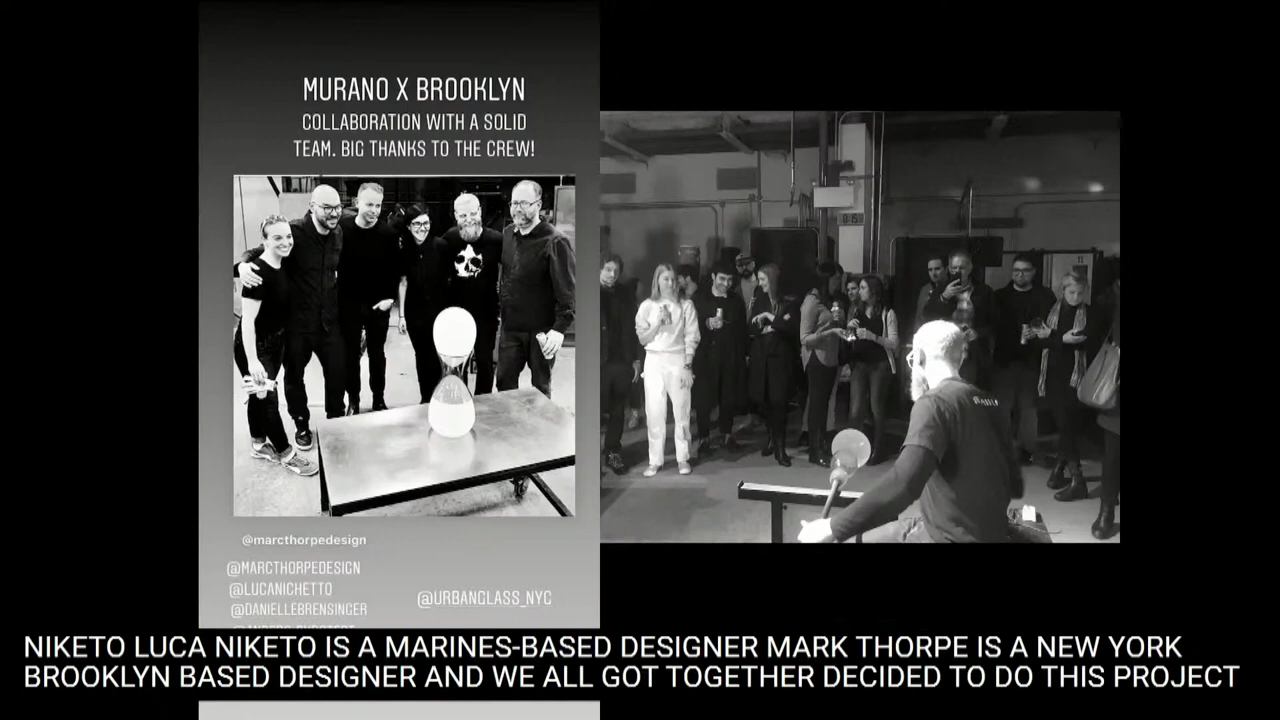 MURANO X BROOKLYN
COLLABORATION WITH A SOLID
TEAM. BIG THANKS TO THE CREW!
@marcthorpedesign
@MARCTHORPEDESIGN
@LUCANICHETTO
@DANIELLEBRENSINGER
@URBANGLASS_NYC
NIKETO LUCA NIKETO IS A MARINES-BASED DESIGNER MARK THORPE IS A NEW YORK
BROOKLYN BASED DESIGNER AND WE ALL GOT TOGETHER DECIDED TO DO THIS PROJECT